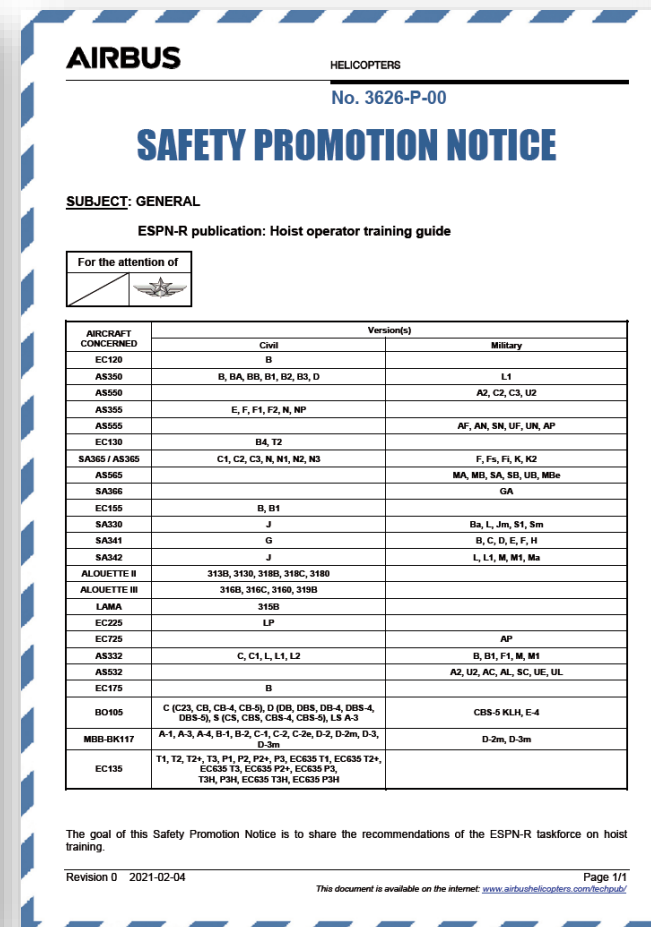 AIRBUS
HELICOPTERS
No. 3626-P-00
SAFETY PROMOTION NOTICE
SUBJECT: GENERAL
ESPN-R publication: Hoist operator training guide
For the attention of
AIRCRAFT CONCERNED
Version(s)
Civil Military
EC120 B
AS350 B, BA, BB, B1, B2, B3, D L1
AS550 A2, C2, C3, U2
AS355 E, F, F1, F2, N, NP
AS555 AF, AN, SN, UF, UN, AP
EC130 B4, T2
SA365 / AS365 C1, C2, C3, N, N1, N2, N3 F, Fs, Fi, K, K2
AS565 MA, MB, SA, SB, UB, MBe
SA366 GA
EC155 B, B1
SA330 J Ba, L, Jm, S1, Sm
SA341 G B, C, D, E, F, H
SA342 J L, L1, M, M1, Ma
ALOUETTE II 313B, 3130, 318B, 318C, 3180
ALOUETTE III 316B, 316C, 3160, 319B
LAMA 315B
EC225 LP
EC725 AP
AS332 C, C1, L, L1, L2 B, B1, F1, M, M1
AS532 A2, U2, AC, AL, SC, UE, UL
EC175 B
BO105 C (C23, CB, CB-4, CB-5), D (DB, DBS, DB-4, DBS-4,
DBS-5), S (CS, CBS, CBS-4, CBS-5), LS A-3 CBS-5 KLH, E-4
MBB-BK117 A-1, A-3, A-4, B-1, B-2, C-1, C-2, C-2e, D-2, D-2m, D-3,
D-3m D-2m, D-3m
EC135 T1, T2, T2+, T3, P1, P2, P2+, P3, EC635 T1, EC635 T2+,
EC635 T3, EC635 P2+, EC635 P3,
T3H, P3H, EC635 T3H, EC635 P3H
The goal of this Safety Promotion Notice is to share the recommendations of the ESPN-R taskforce on hoist
training.
Revision 0 2021-02-04 Page 1/1
This document is available on the internet: www.airbushelicopters.com/techpub/